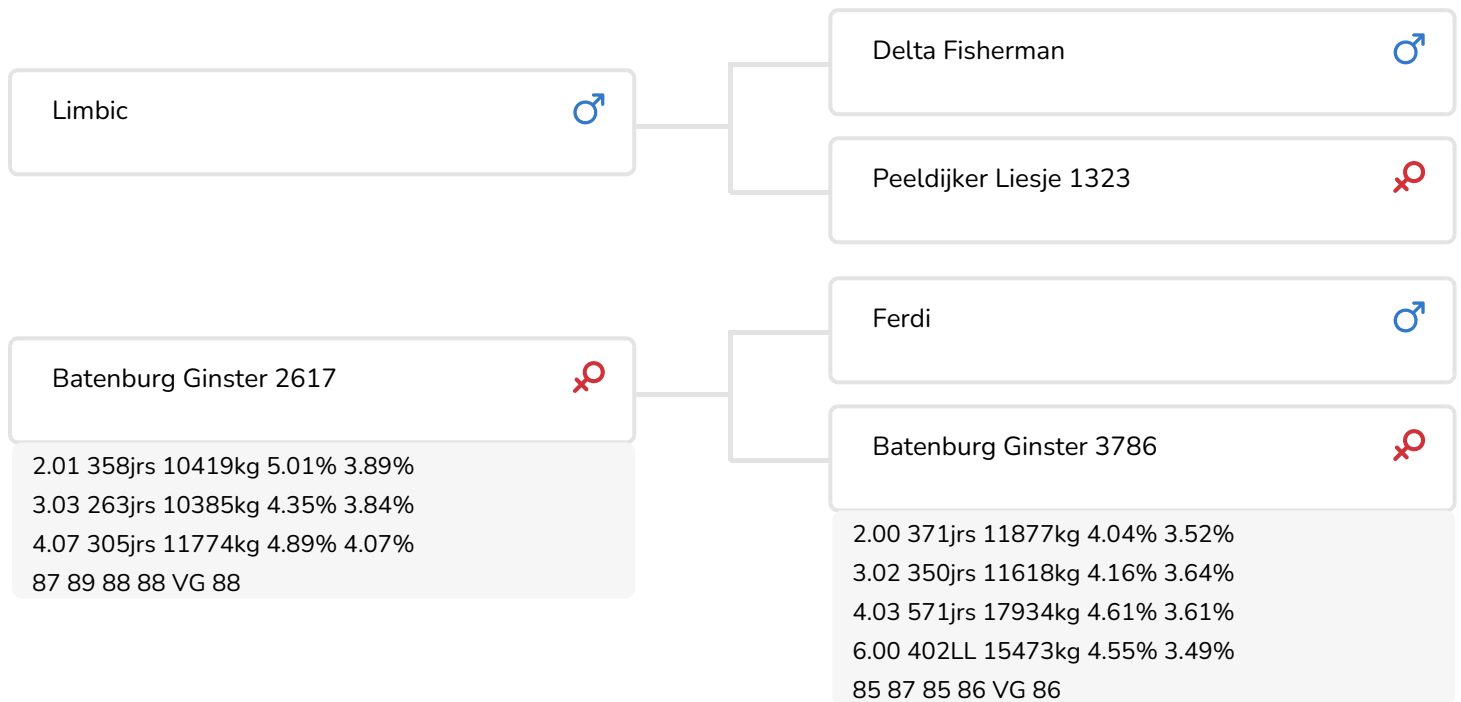 Delta Fisherman
Limbic
Peeldijker Liesje 1323
Ferdi
Batenburg Ginster 2617
Batenburg Ginster 3786
2.01 358jrs 10419kg 5.01% 3.89%
3.03 263jrs 10385kg 4.35% 3.84%
4.07 305jrs 11774kg 4.89% 4.07%
87 89 88 88 VG 88
2.00 371jrs 11877kg 4.04% 3.52%
3.02 350jrs 11618kg 4.16% 3.64%
4.03 571jrs 17934kg 4.61% 3.61%
6.00 402LL 15473kg 4.55% 3.49%
85 87 85 86 VG 86